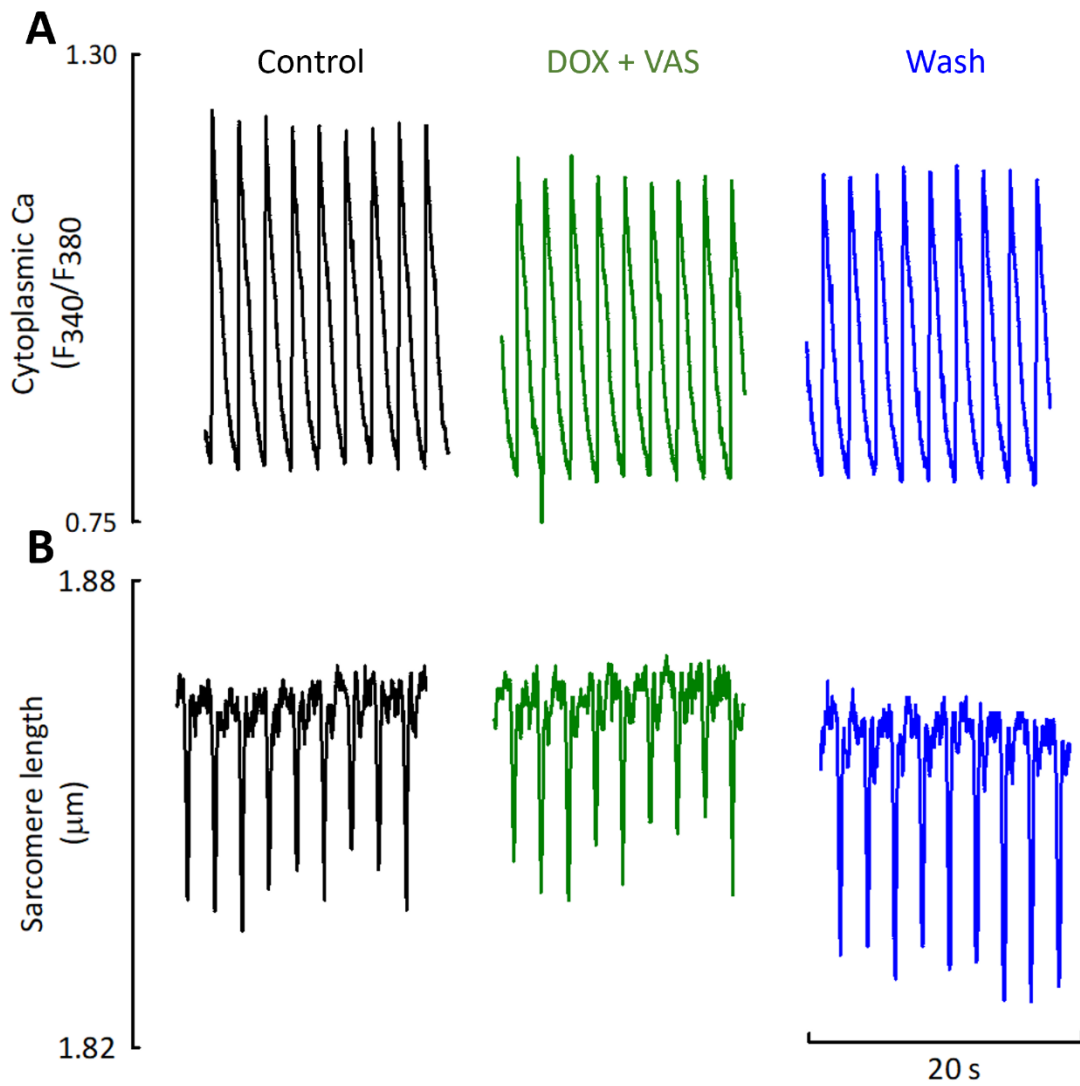 A
1.30
Control
DOX + VAS
Wash
Cytoplasmic Ca
(F340/F380
0.75
B
1.88
Sarcomere length
(µm)
1.82
20 s